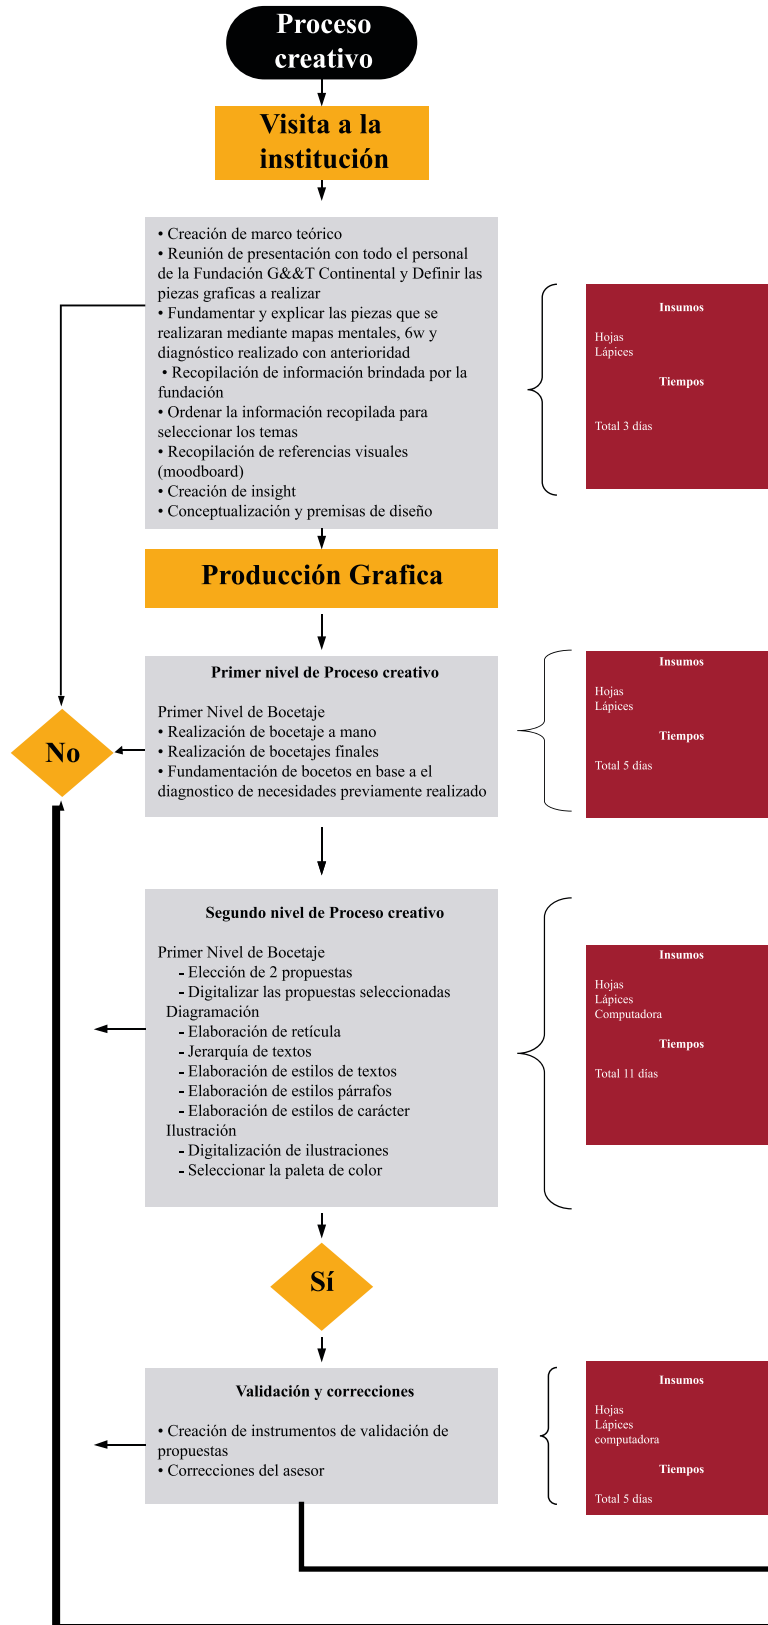 Proceso
creativo
Visita a la
institución
• Creación de marco teórico
• Reunión de presentación con todo el personal
de la Fundación G&&T Continental y Definir las
piezas graficas a realizar
• Fundamentar y explicar las piezas que se
realizaran mediante mapas mentales, 6w y
diagnóstico realizado con anterioridad
• Recopilación de información brindada por la
fundación
• Ordenar la información recopilada para
seleccionar los temas
• Recopilación de referencias visuales
(moodboard)
• Creación de insight
• Conceptualización y premisas de diseño
Insumos
Hojas
Lápices
Tiempos
Total 3 días
Producción Grafica
Primer nivel de Proceso creativo
Primer Nivel de Bocetaje
• Realización de bocetaje a mano
• Realización de bocetajes finales
• Fundamentación de bocetos en base a el
diagnostico de necesidades previamente realizado
Insumos
Hojas
Lápices
Tiempos
Total 5 días
No
Segundo nivel de Proceso creativo
Primer Nivel de Bocetaje
- Elección de 2 propuestas
- Digitalizar las propuestas seleccionadas
Diagramación
- Elaboración de retícula
- Jerarquía de textos
- Elaboración de estilos de textos
- Elaboración de estilos párrafos
- Elaboración de estilos de carácter
Ilustración
- Digitalización de ilustraciones
- Seleccionar la paleta de color
Insumos
Hojas
Lápices
Computadora
Tiempos
Total 11 días
Sí
Validación y correcciones
• Creación de instrumentos de validación de
propuestas
• Correcciones del asesor
Insumos
Hojas
Lápices
computadora
Tiempos
Total 5 días